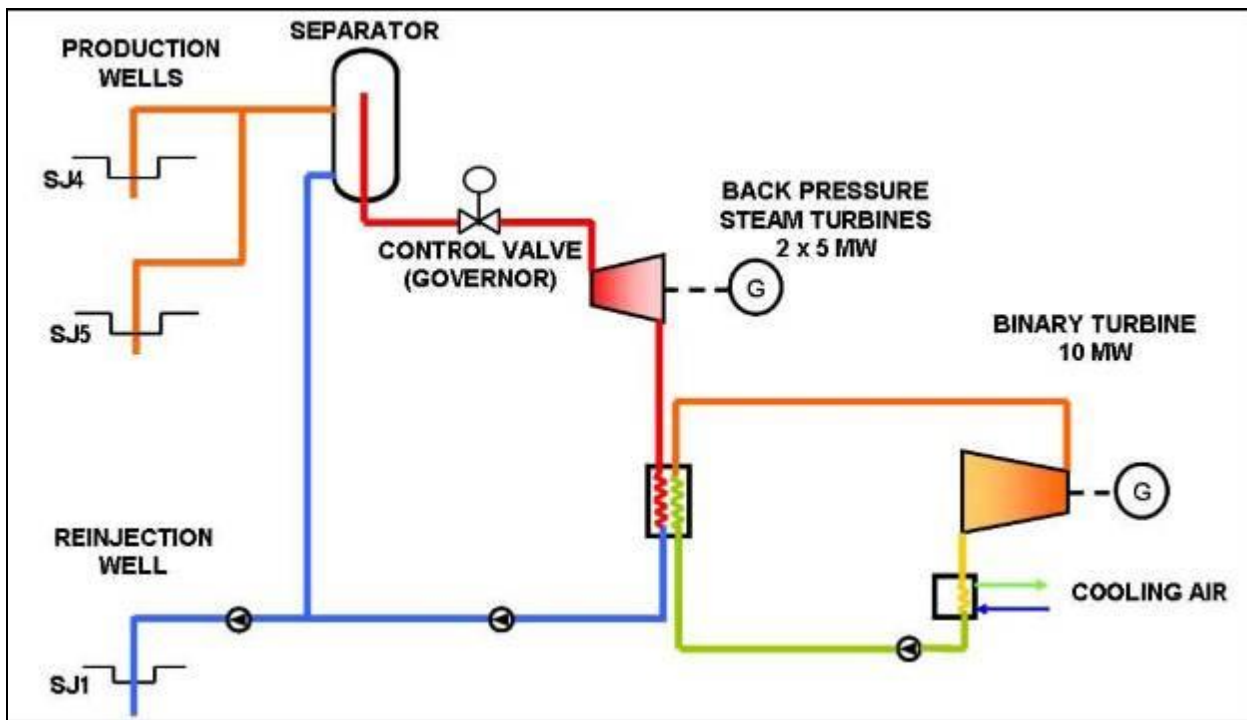 SEPARATOR
PRODUCTION
WELLS
SJ4
BACK PRESSURE
STEAM TURBINES
2 x 5 MW
CONTROL VALVE
(GOVERNOR)
G
SJ5
BINARY TURBINE
10 MW
G
REINJECTION
WELL
COOLING AIR
SJ1